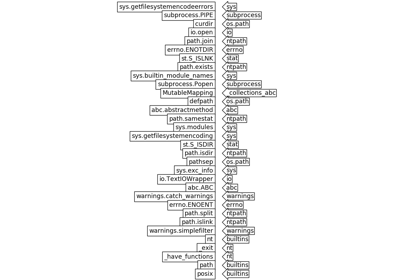 sys.getfilesystemencodeerrors sys
subprocess.PIPE subprocess
curdir os.path
io.open io
path.join ntpath
errno.ENOTDIR errno
st.S_ISLNK stat
path.exists ntpath
sys.builtin_module_names sys
subprocess.Popen subprocess
MutableMapping _collections_abc
defpath os.path
abc.abstractmethod abc
path.samestat ntpath
sys.modules sys
sys.getfilesystemencoding sys
st.S_ISDIR stat
path.isdir ntpath
pathsep os.path
sys.exc_info sys
io.TextIOWrapper io
abc.ABC abc
warnings.catch_warnings warnings
errno.ENOENT errno
path.split ntpath
path.islink ntpath
warnings.simplefilter warnings
nt builtins
_exit nt
_have_functions nt
path builtins
posix builtins